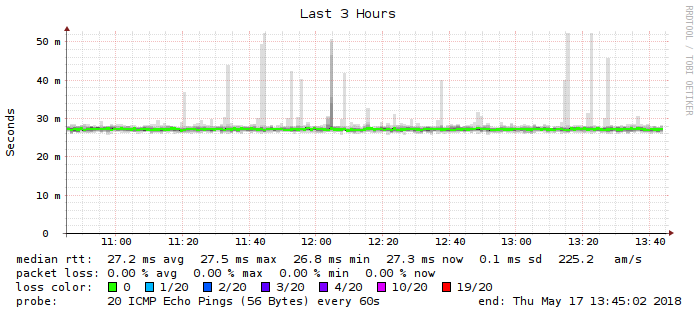 Last 3 Hours
RRDTOOL / TOBI OETIKER
Seconds
50 m
40 m
30 m
20 m
10 m
0
11:00 11:20 11:40 12:00 12:20 12:40 13:00 13:20 13:40
median rtt: 27.2 ms avg 27.5 ms max 26.8 ms min 27.3 ms now 0.1 ms sd 225.2 am/s
packet loss: 0.00 % avg 0.00 % max 0.00 % min 0.00 % now
loss color: 0 1/20 2/20 3/20 4/20 10/20 19/20
probe: 20 ICMP Echo Pings (56 Bytes) every 60s end: Thu May 17 13:45:02 2018